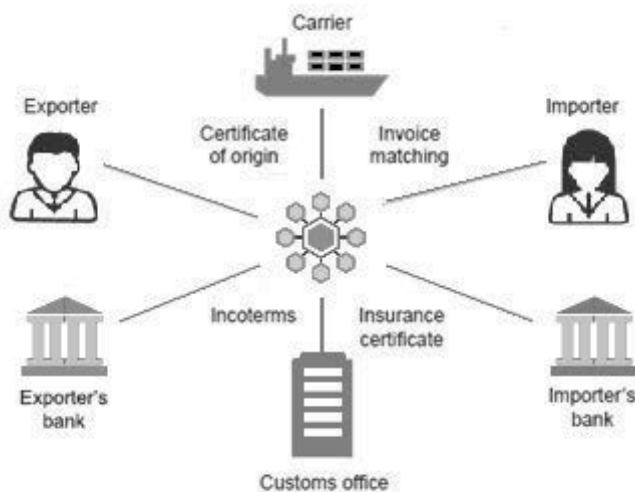 Carrier
Exporter
Importer
Certificate
of origin
Invoice
matching
Incoterms
Insurance
certificate
Exporter's
bank
Importer's
bank
Customs office